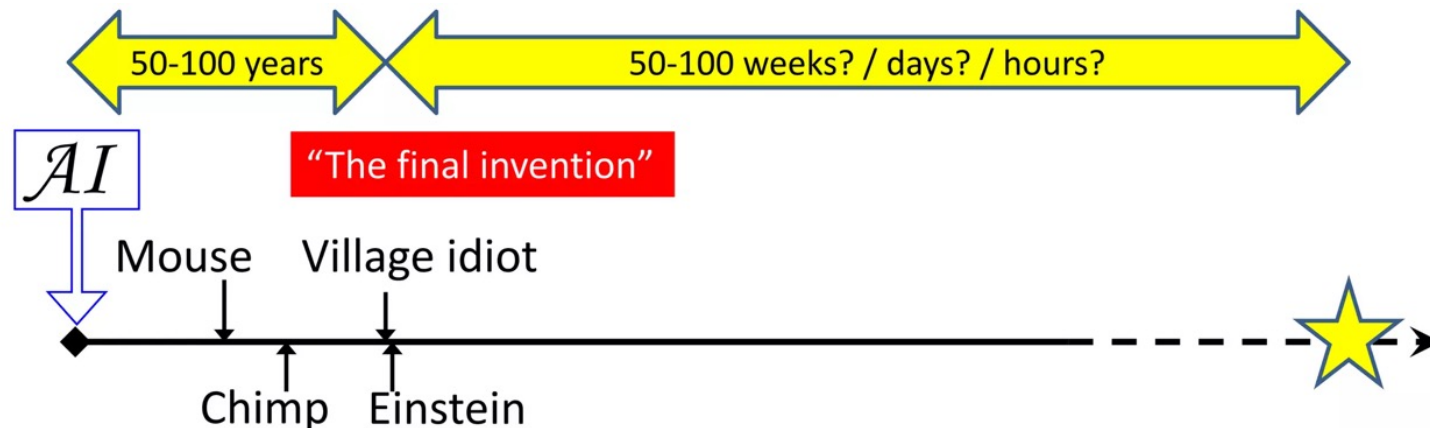 50-100 years
50-100 weeks? / days? / hours?
“The final invention”
AI
Mouse
Village idiot
Chimp
Einstein